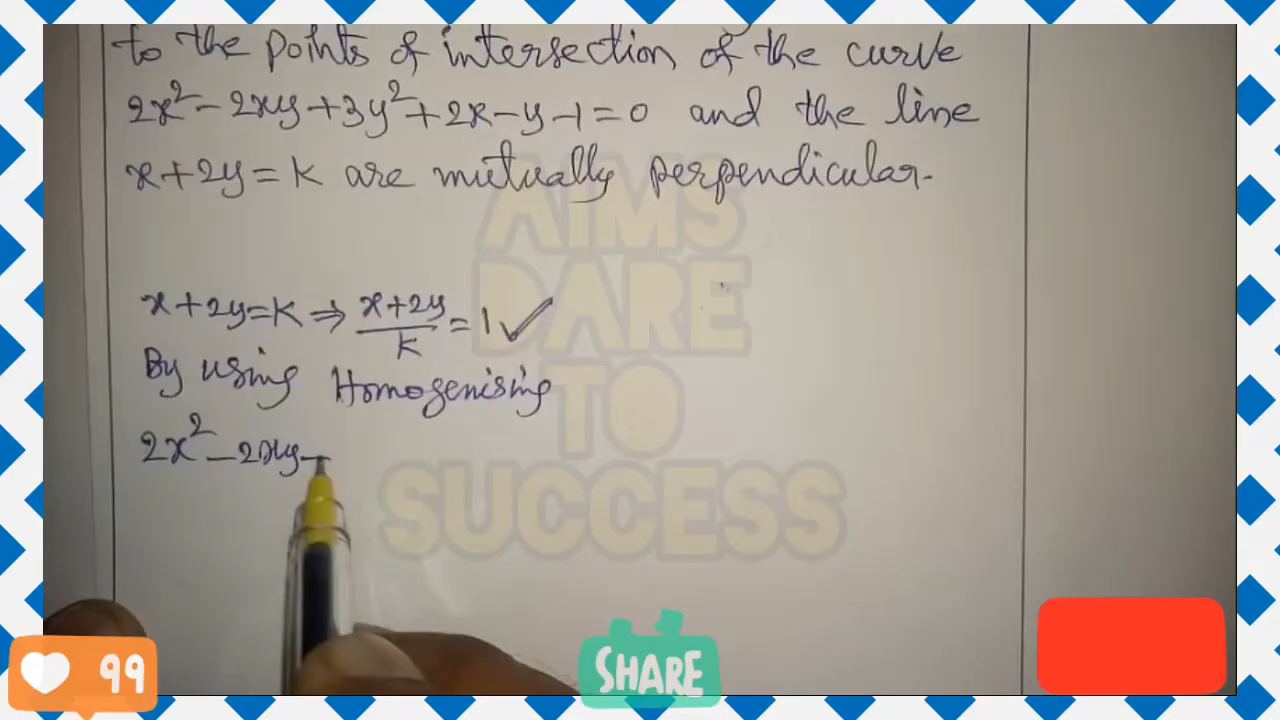 to the points of intersection of the curve
2x² - 2xy + 3y² + 2x - y - 1 = 0 and the line
x + 2y = k are mutually perpendicular.
x + 2y = k ⇒ (x + 2y)/k = 1 ✓
By using Homogenising
2x² - 2xy -
AIMS
DARE
TO
SUCCESS
99
SHARE